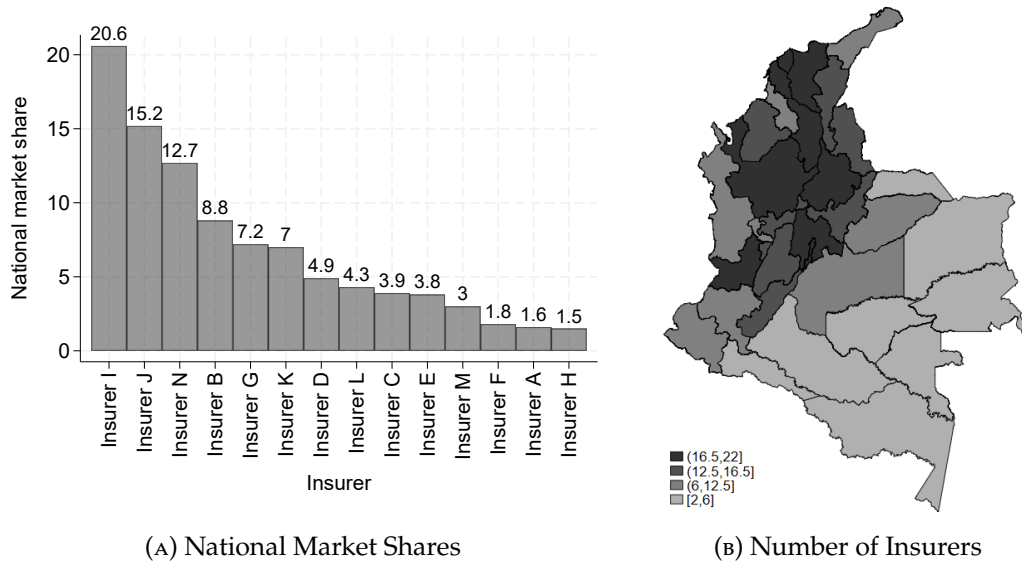 National market share
20
15
10
5
0
20.6
15.2
12.7
8.8
7.2
7
4.9
4.3
3.9
3.8
3
1.8
1.6
1.5
Insurer I
Insurer J
Insurer N
Insurer B
Insurer G
Insurer K
Insurer D
Insurer L
Insurer C
Insurer E
Insurer M
Insurer F
Insurer A
Insurer H
Insurer
(A) National Market Shares
(16.5,22]
(12.5,16.5]
(6,12.5]
[2,6]
(B) Number of Insurers